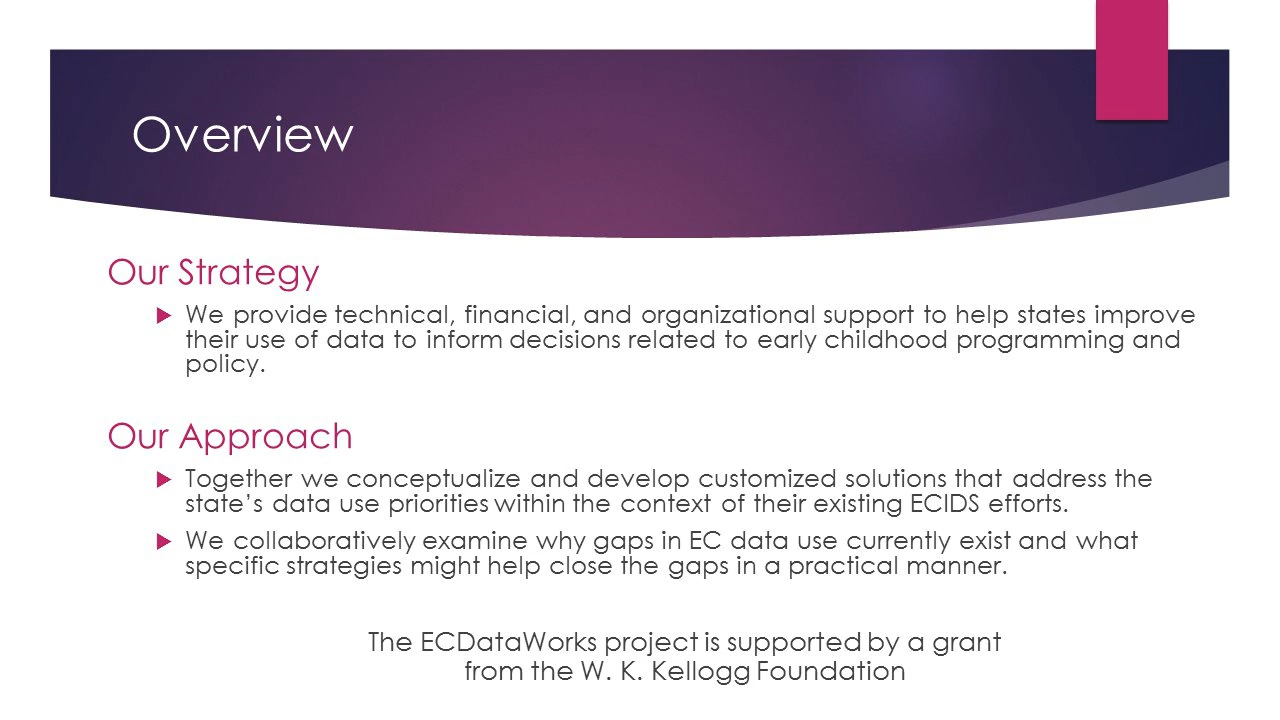 Overview
Our Strategy
We provide technical, financial, and organizational support to help states improve
their use of data to inform decisions related to early childhood programming and
policy.
Our Approach
Together we conceptualize and develop customized solutions that address the
state’s data use priorities within the context of their existing ECIDS efforts.
We collaboratively examine why gaps in EC data use currently exist and what
specific strategies might help close the gaps in a practical manner.
The ECDataWorks project is supported by a grant
from the W. K. Kellogg Foundation